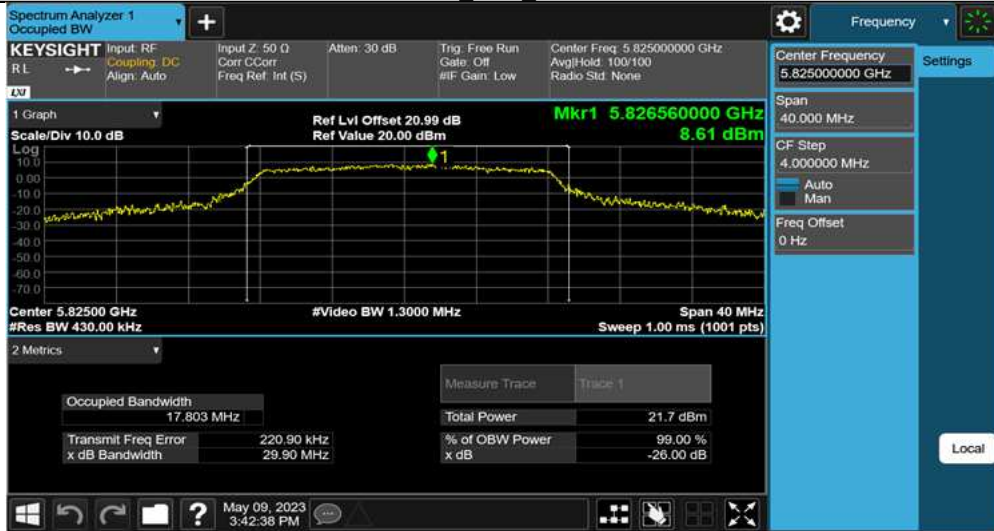 Spectrum Analyzer 1
Occupied BW
+
Frequency
KEYSIGHT
RL
LXI
Input: RF
Coupling: DC
Align: Auto
Input Z: 50 Ω
Corr CCorr
Freq Ref: Int (S)
Atten: 30 dB
Trig: Free Run
Gate: Off
#IF Gain: Low
Center Freq: 5.825000000 GHz
Avg|Hold: 100/100
Radio Std: None
Center Frequency
5.825000000 GHz
Settings
Span
40.000 MHz
CF Step
4.000000 MHz
Auto
Man
Freq Offset
0 Hz
Local
1 Graph
Scale/Div 10.0 dB
Ref Lvl Offset 20.99 dB
Ref Value 20.00 dBm
Mkr1 5.826560000 GHz
8.61 dBm
Log
10.0
0.00
-10.0
-20.0
-30.0
-40.0
-50.0
-60.0
-70.0
1
Center 5.82500 GHz
#Res BW 430.00 kHz
#Video BW 1.3000 MHz
Span 40 MHz
Sweep 1.00 ms (1001 pts)
2 Metrics
Measure Trace
Trace 1
Occupied Bandwidth
17.803 MHz
Total Power
21.7 dBm
Transmit Freq Error
220.90 kHz
% of OBW Power
99.00 %
x dB Bandwidth
29.90 MHz
x dB
-26.00 dB
?
May 09, 2023
3:42:38 PM